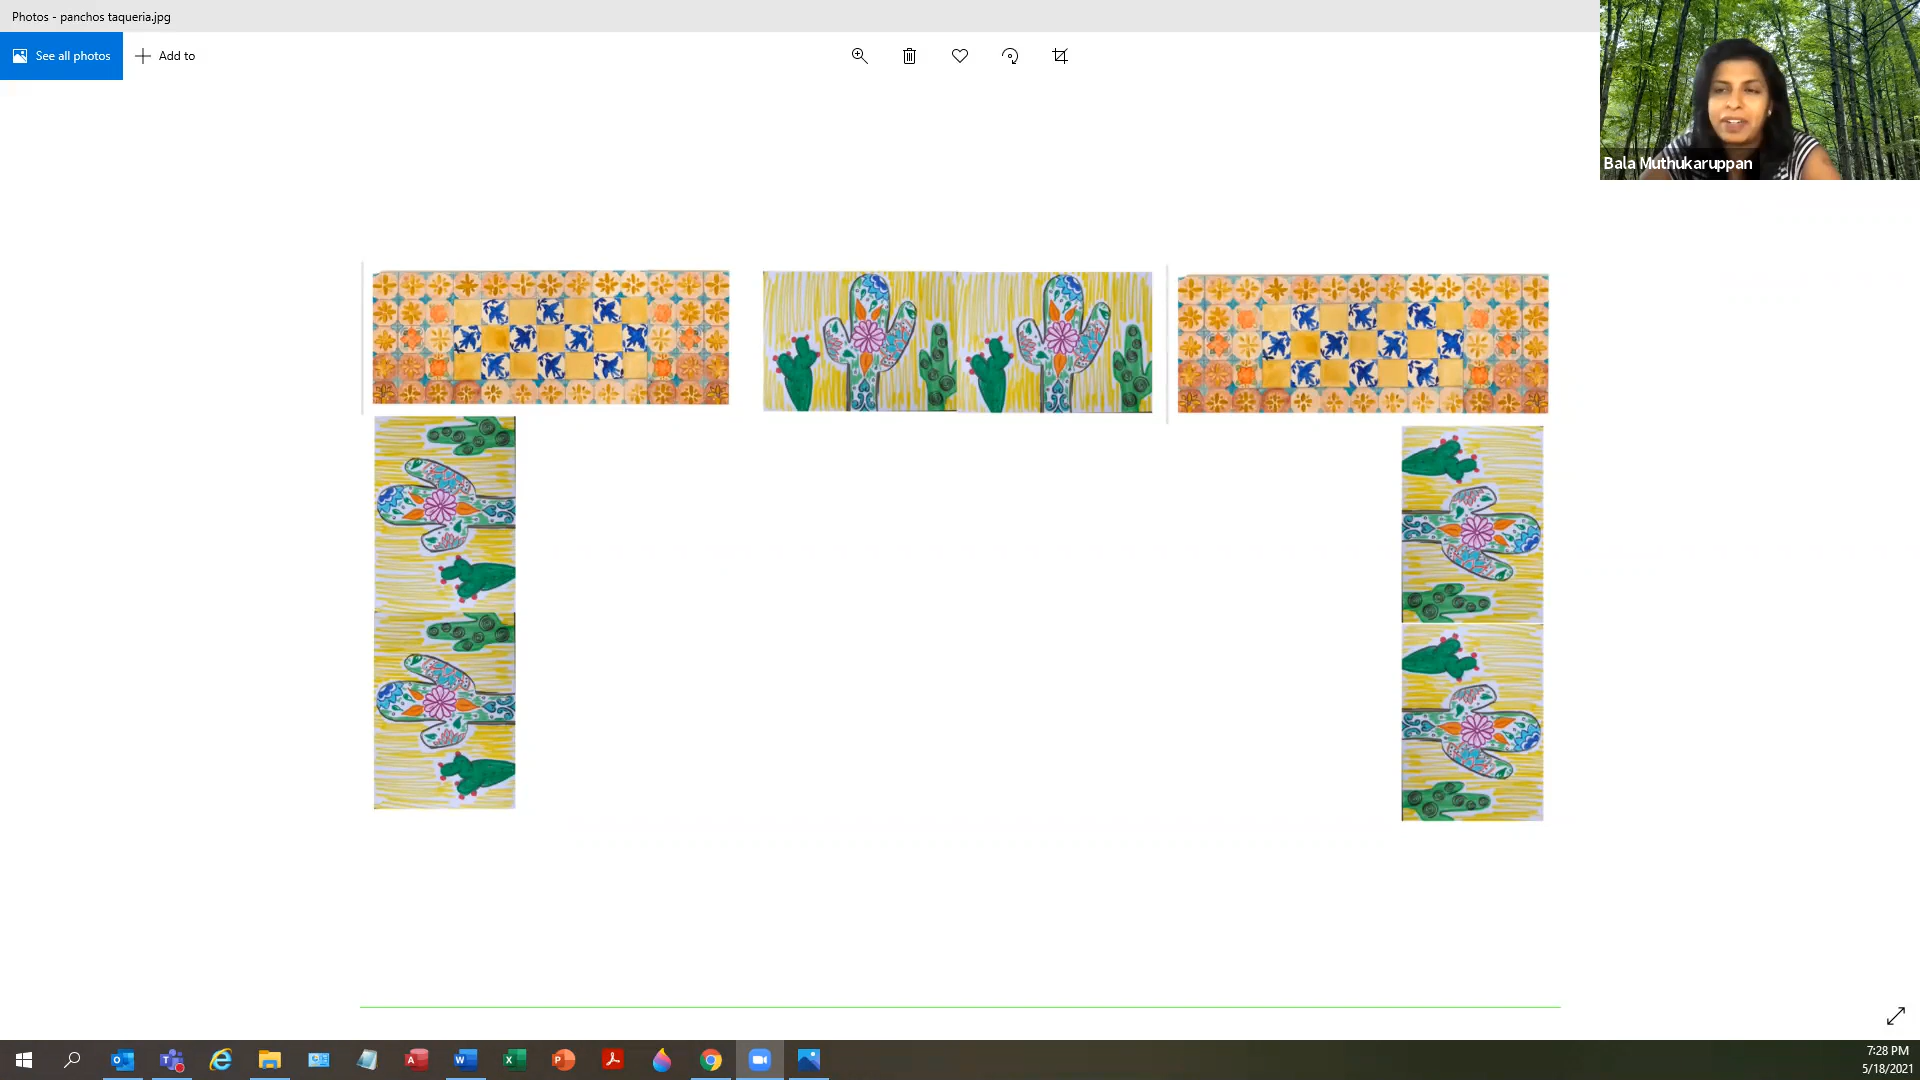 Photos - panchos taqueria.jpg
See all photos
Add to
Bala Muthukaruppan
7:28 PM
5/18/2021